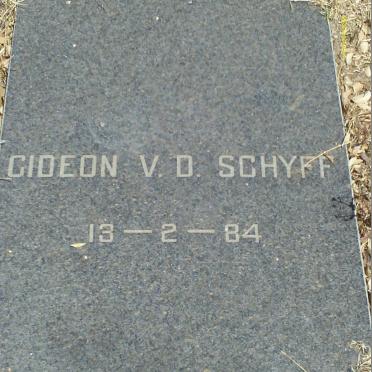 GIDEON V. D. SCHYFF
13 — 2 — 84